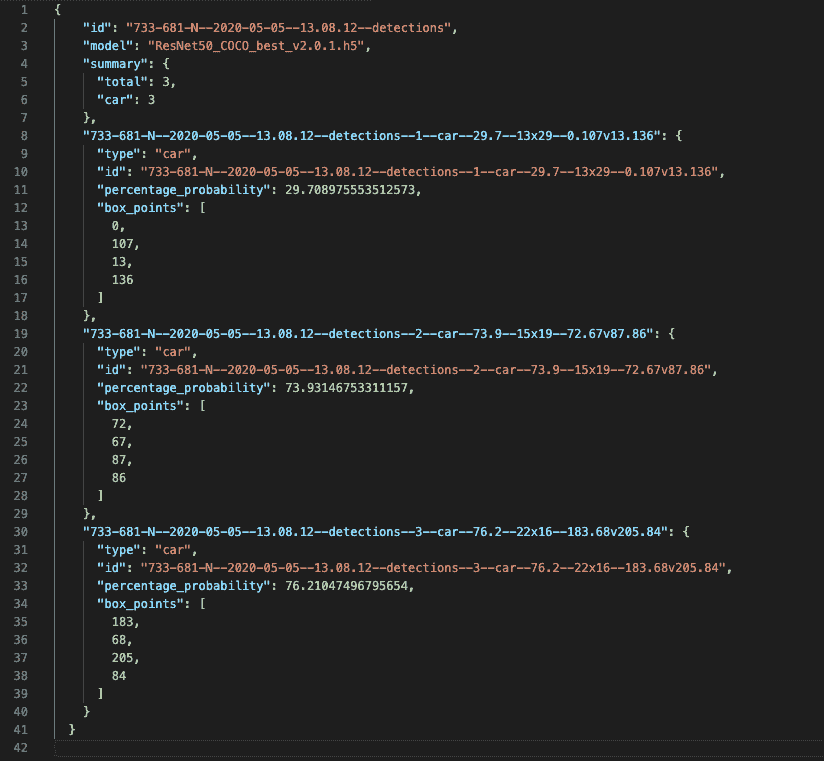 1 {
2 "id": "733-681-N--2020-05-05--13.08.12--detections",
3 "model": "ResNet50_COCO_best_v2.0.1.h5",
4 "summary": {
5 "total": 3,
6 "car": 3
7 },
8 "733-681-N--2020-05-05--13.08.12--detections--1--car--29.7--13x29--0.107v13.136": {
9 "type": "car",
10 "id": "733-681-N--2020-05-05--13.08.12--detections--1--car--29.7--13x29--0.107v13.136",
11 "percentage_probability": 29.708975553512573,
12 "box_points": [
13 0,
14 107,
15 13,
16 136
17 ]
18 },
19 "733-681-N--2020-05-05--13.08.12--detections--2--car--73.9--15x19--72.67v87.86": {
20 "type": "car",
21 "id": "733-681-N--2020-05-05--13.08.12--detections--2--car--73.9--15x19--72.67v87.86",
22 "percentage_probability": 73.93146753311157,
23 "box_points": [
24 72,
25 67,
26 87,
27 86
28 ]
29 },
30 "733-681-N--2020-05-05--13.08.12--detections--3--car--76.2--22x16--183.68v205.84": {
31 "type": "car",
32 "id": "733-681-N--2020-05-05--13.08.12--detections--3--car--76.2--22x16--183.68v205.84",
33 "percentage_probability": 76.21047496795654,
34 "box_points": [
35 183,
36 68,
37 205,
38 84
39 ]
40 }
41 }
42